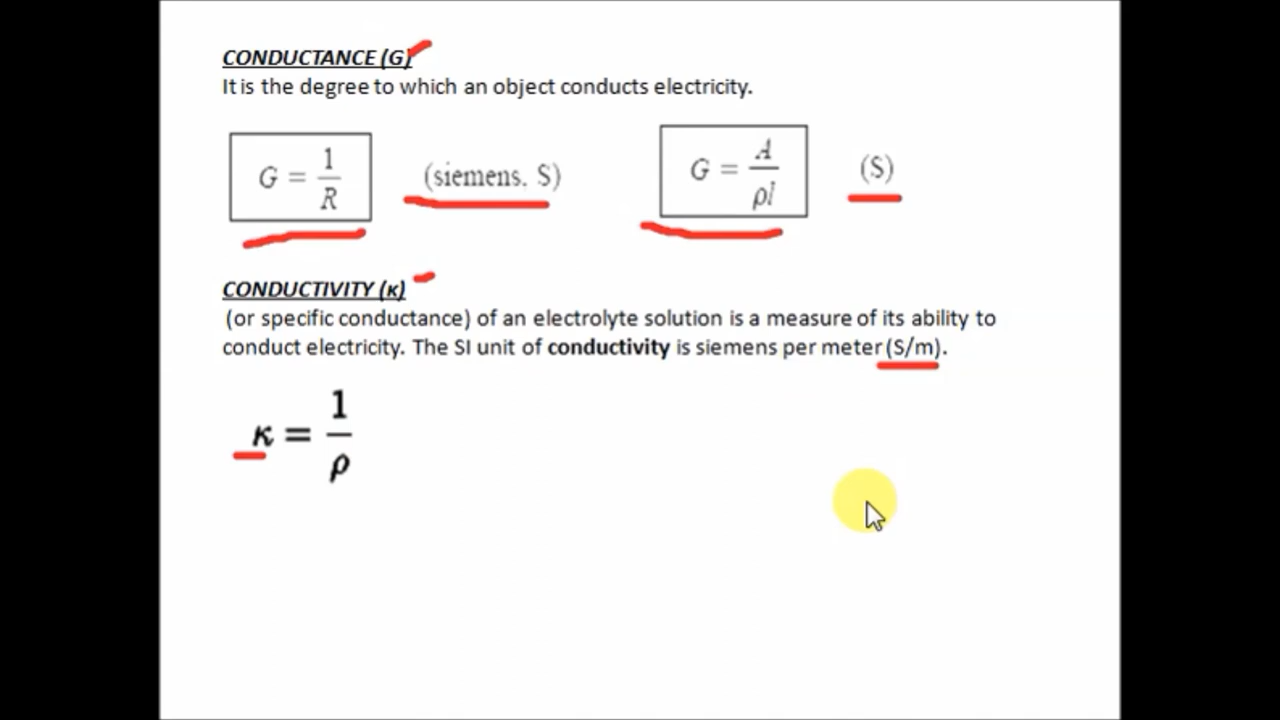 CONDUCTANCE (G)
It is the degree to which an object conducts electricity.
G = 1/R (siemens, S) G = A/ρl (S)
CONDUCTIVITY (κ)
(or specific conductance) of an electrolyte solution is a measure of its ability to
conduct electricity. The SI unit of conductivity is siemens per meter (S/m).
κ = 1/ρ